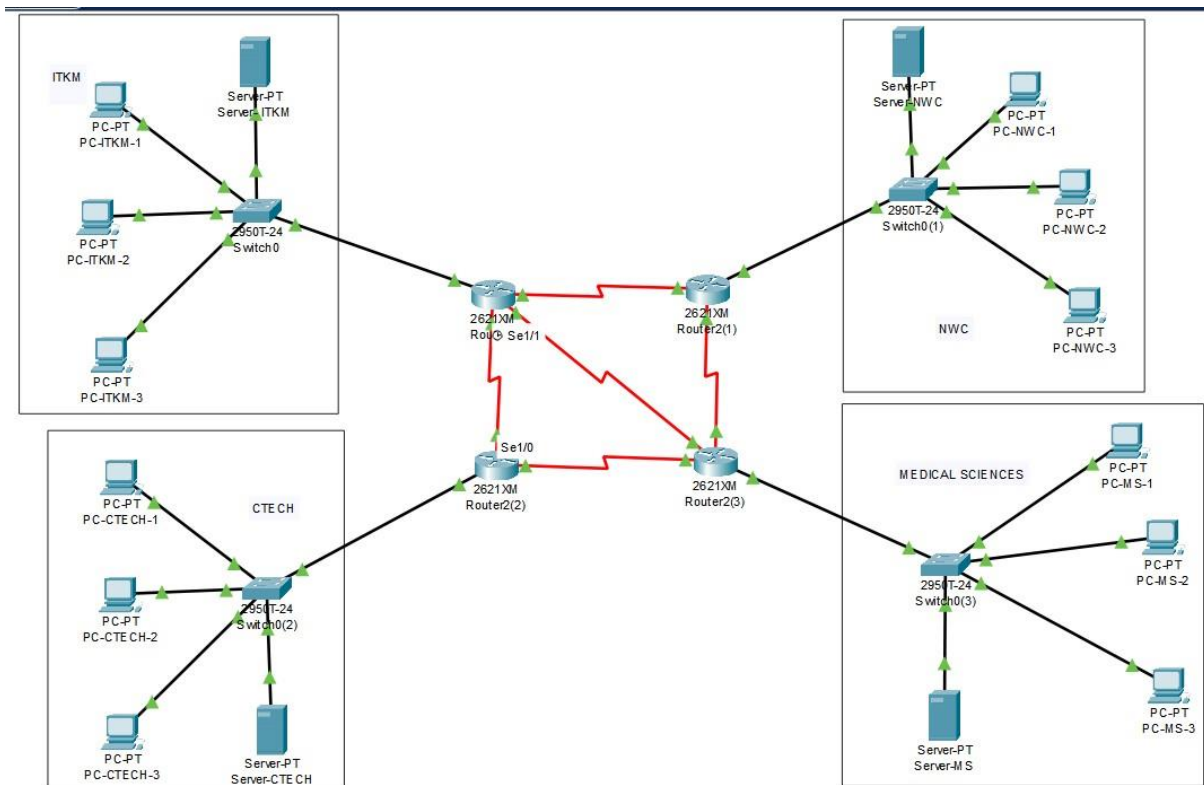 ITKM
Server-PT
Server- ITKM
PC-PT
PC-ITKM-1
PC-PT
PC-ITKM-2
2950T-24
Switch0
PC-PT
PC-ITKM-3
Server-PT
Server-NWC
PC-PT
PC-NWC-1
2950T-24
Switch0(1)
PC-PT
PC-NWC-2
PC-PT
PC-NWC-3
NWC
2621XM
Se1/1
2621XM
Router2(1)
Se1/0
2621XM
Router2(2)
2621XM
Router2(3)
CTECH
PC-PT
PC-CTECH-1
PC-PT
PC-CTECH-2
2950T-24
Switch0(2)
PC-PT
PC-CTECH-3
Server-PT
Server-CTECH
MEDICAL SCIENCES
PC-PT
PC-MS-1
PC-PT
PC-MS-2
2950T-24
Switch0(3)
PC-PT
PC-MS-3
Server-PT
Server-MS